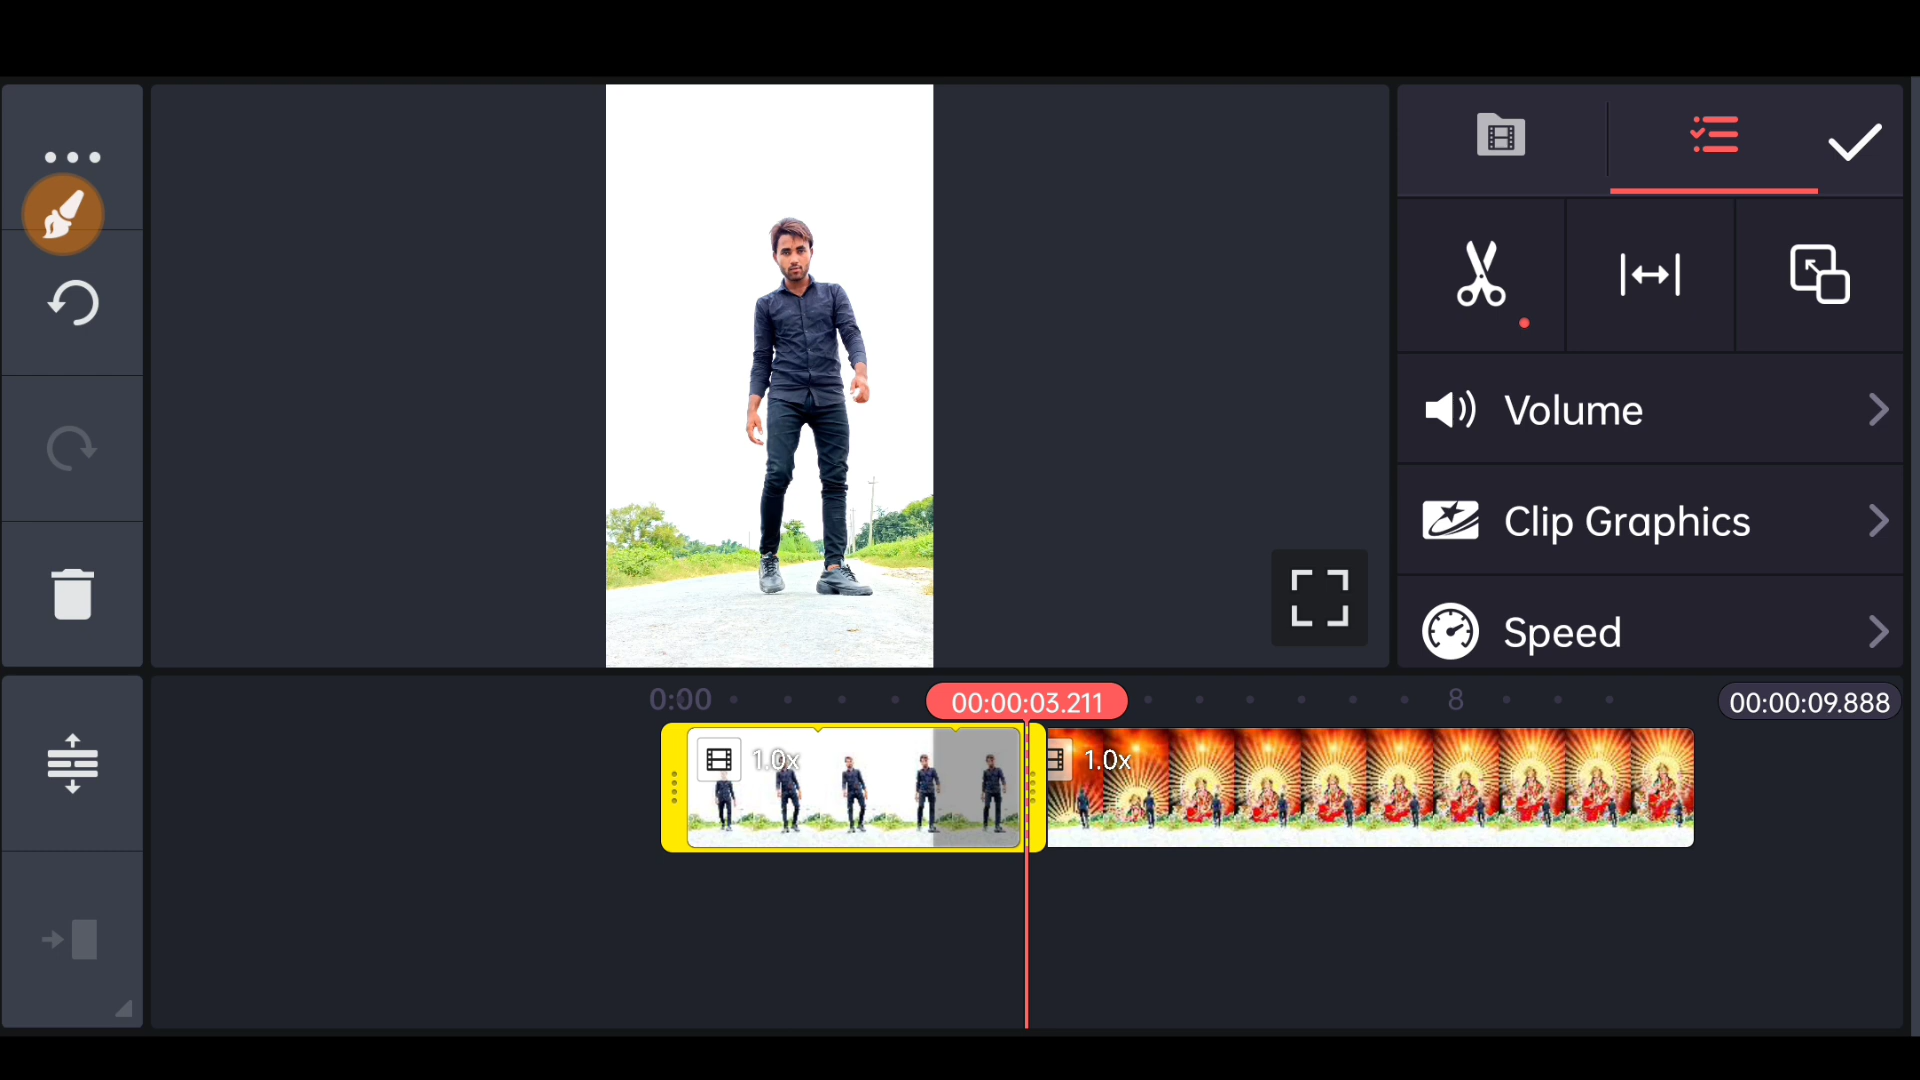 Volume
Clip Graphics
Speed
0:00
00:00:03.211
8
00:00:09.888
1.0x
1.0x